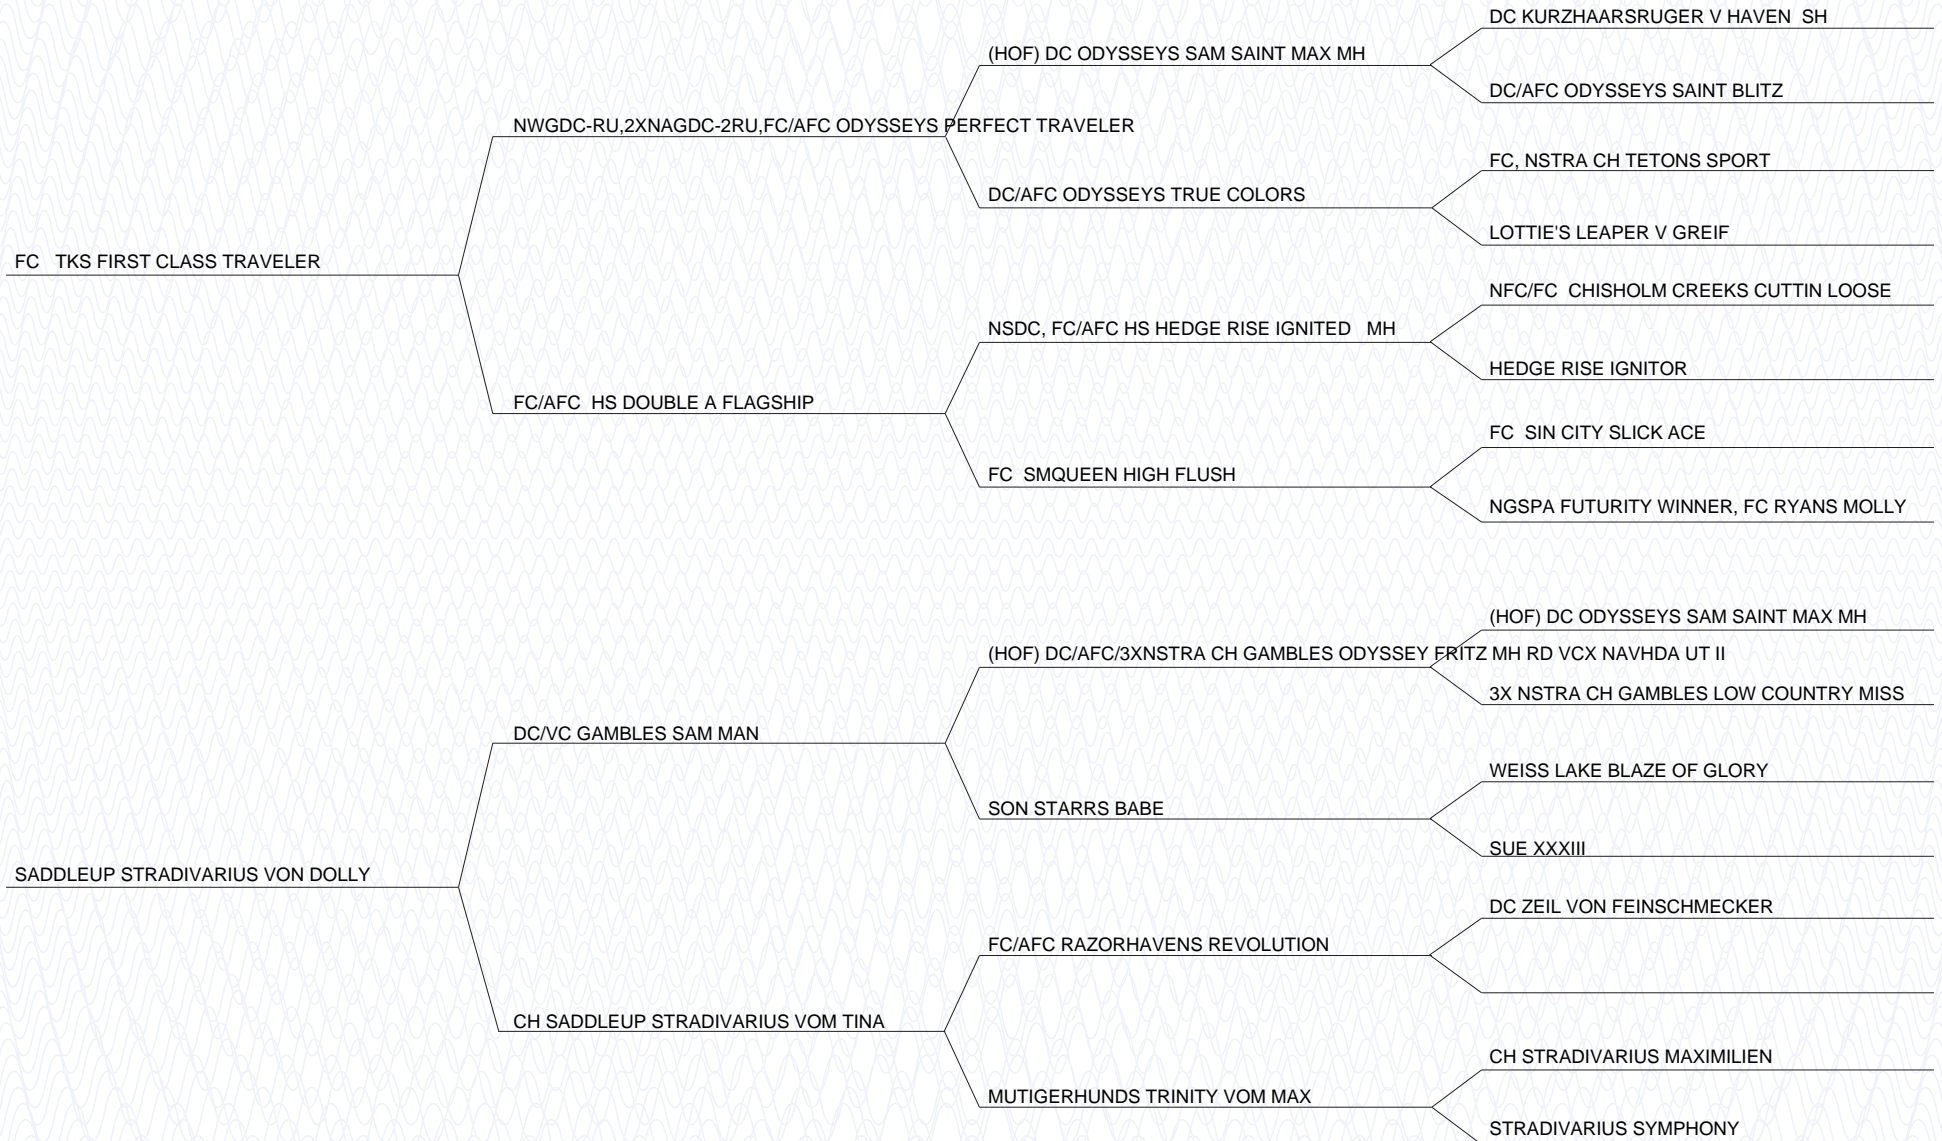 DC KURZHAARSRUGER V HAVEN  SH
(HOF) DC ODYSSEYS SAM SAINT MAX MH
DC/AFC ODYSSEYS SAINT BLITZ
NWGDC-RU,2XNAGDC-2RU,FC/AFC ODYSSEYS PERFECT TRAVELER
FC, NSTRA CH TETONS SPORT
DC/AFC ODYSSEYS TRUE COLORS
LOTTIE'S LEAPER V GREIF
FC   TKS FIRST CLASS TRAVELER
NFC/FC  CHISHOLM CREEKS CUTTIN LOOSE
NSDC, FC/AFC HS HEDGE RISE IGNITED   MH
HEDGE RISE IGNITOR
FC/AFC  HS DOUBLE A FLAGSHIP
FC  SIN CITY SLICK ACE
FC  SMQUEEN HIGH FLUSH
NGSPA FUTURITY WINNER, FC RYANS MOLLY
(HOF) DC ODYSSEYS SAM SAINT MAX MH
(HOF) DC/AFC/3XNSTRA CH GAMBLES ODYSSEY FRITZ MH RD VCX NAVHDA UT II
3X NSTRA CH GAMBLES LOW COUNTRY MISS
DC/VC GAMBLES SAM MAN
WEISS LAKE BLAZE OF GLORY
SON STARRS BABE
SUE XXXIII
SADDLEUP STRADIVARIUS VON DOLLY
DC ZEIL VON FEINSCHMECKER
FC/AFC RAZORHAVENS REVOLUTION
CH SADDLEUP STRADIVARIUS VOM TINA
CH STRADIVARIUS MAXIMILIEN
MUTIGERHUNDS TRINITY VOM MAX
STRADIVARIUS SYMPHONY